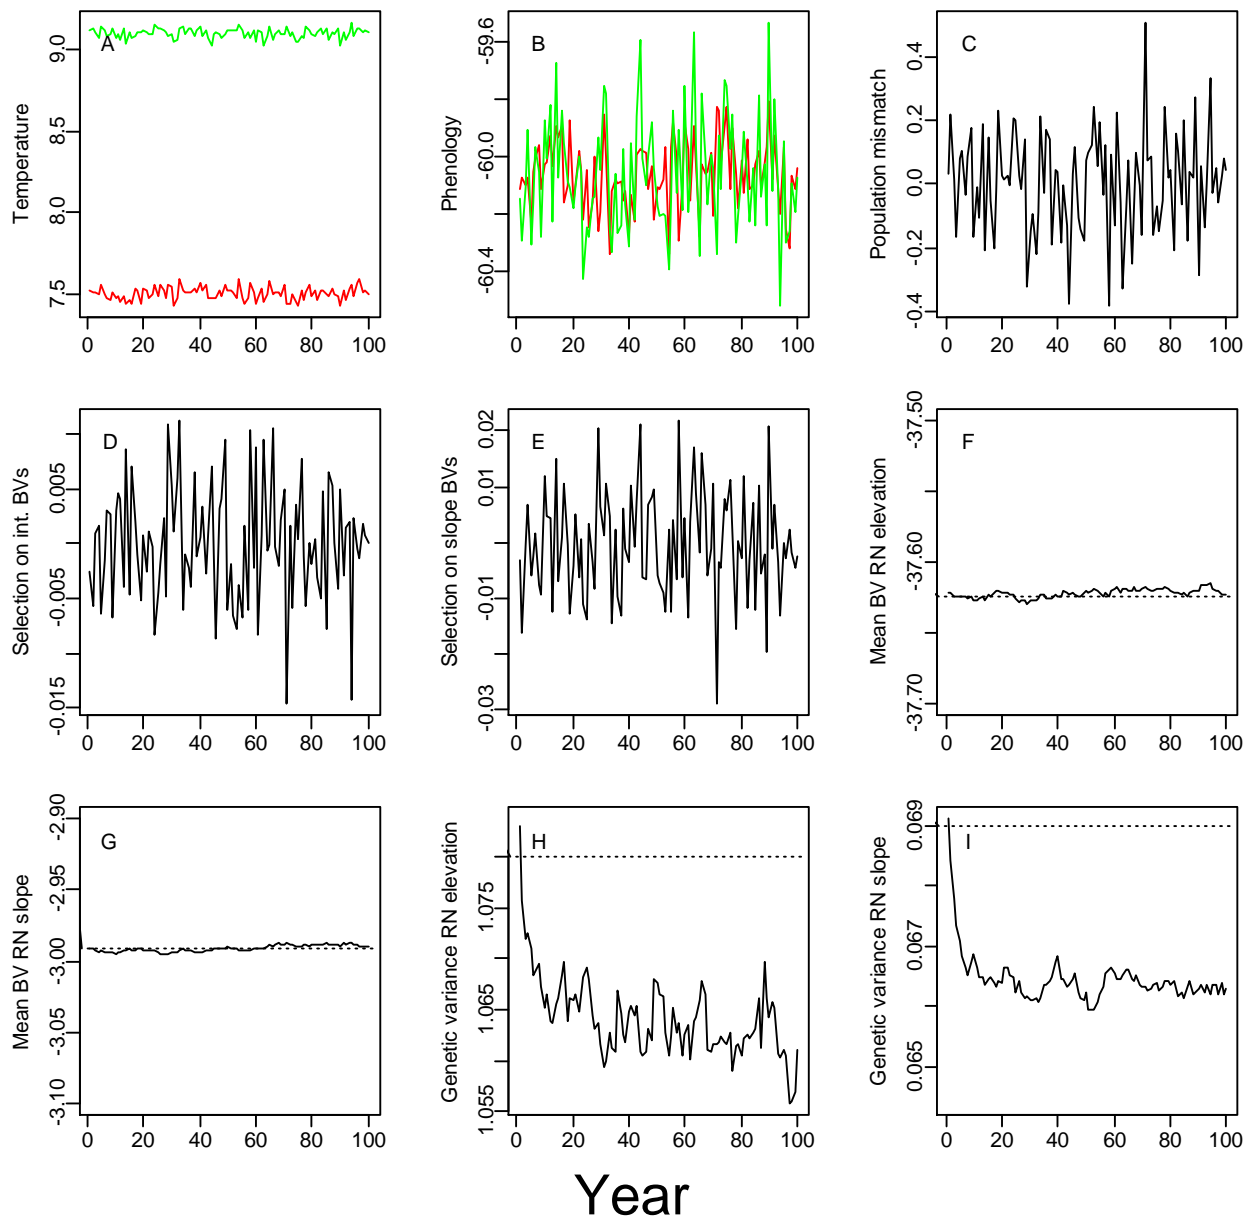 A
Temperature
9.0
8.5
8.0
7.5
0 20 40 60 80 100
B
Phenology
-59.6
-60.0
-60.4
0 20 40 60 80 100
C
Population mismatch
0.4
0.2
0.0
-0.2
-0.4
0 20 40 60 80 100
D
Selection on int. BVs
0.005
-0.005
-0.015
0 20 40 60 80 100
E
Selection on slope BVs
0.02
0.01
-0.01
-0.03
0 20 40 60 80 100
F
Mean BV RN elevation
-37.50
-37.60
-37.70
0 20 40 60 80 100
G
Mean BV RN slope
-2.90
-2.95
-3.00
-3.05
-3.10
0 20 40 60 80 100
H
Genetic variance RN elevation
1.075
1.065
1.055
0 20 40 60 80 100
I
Genetic variance RN slope
0.069
0.067
0.065
0 20 40 60 80 100
Year